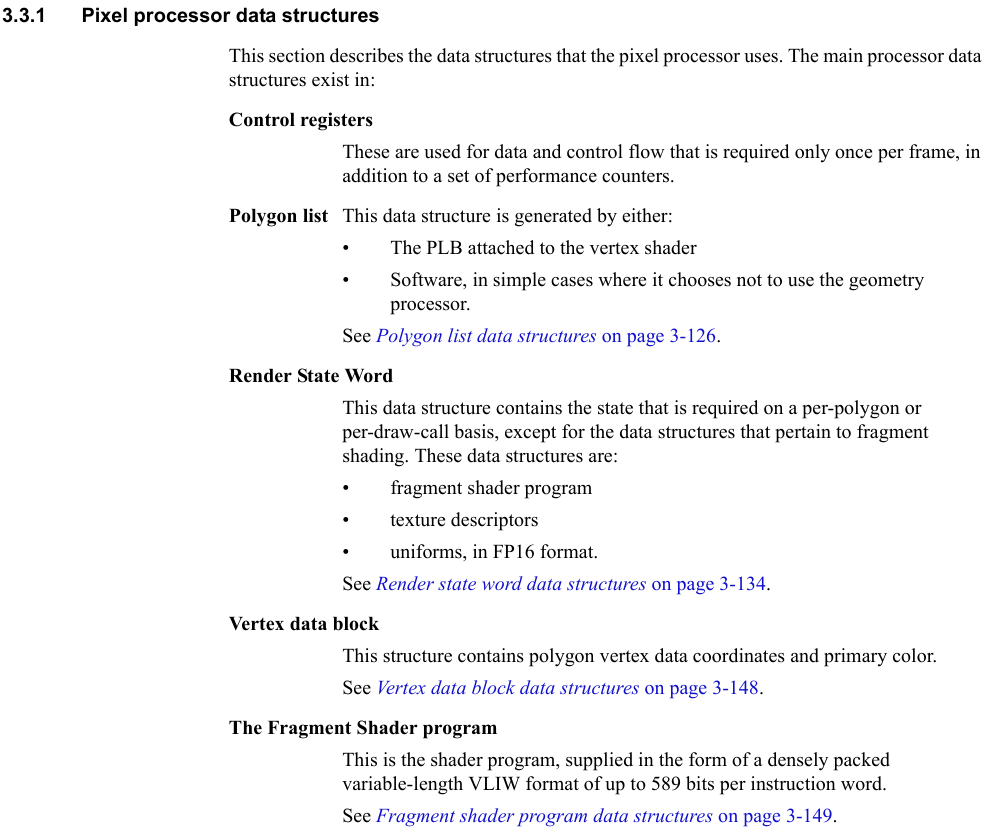 3.3.1 Pixel processor data structures
This section describes the data structures that the pixel processor uses. The main processor data
structures exist in:
Control registers
These are used for data and control flow that is required only once per frame, in
addition to a set of performance counters.
Polygon list This data structure is generated by either:
• The PLB attached to the vertex shader
• Software, in simple cases where it chooses not to use the geometry
processor.
See Polygon list data structures on page 3-126.
Render State Word
This data structure contains the state that is required on a per-polygon or
per-draw-call basis, except for the data structures that pertain to fragment
shading. These data structures are:
• fragment shader program
• texture descriptors
• uniforms, in FP16 format.
See Render state word data structures on page 3-134.
Vertex data block
This structure contains polygon vertex data coordinates and primary color.
See Vertex data block data structures on page 3-148.
The Fragment Shader program
This is the shader program, supplied in the form of a densely packed
variable-length VLIW format of up to 589 bits per instruction word.
See Fragment shader program data structures on page 3-149.